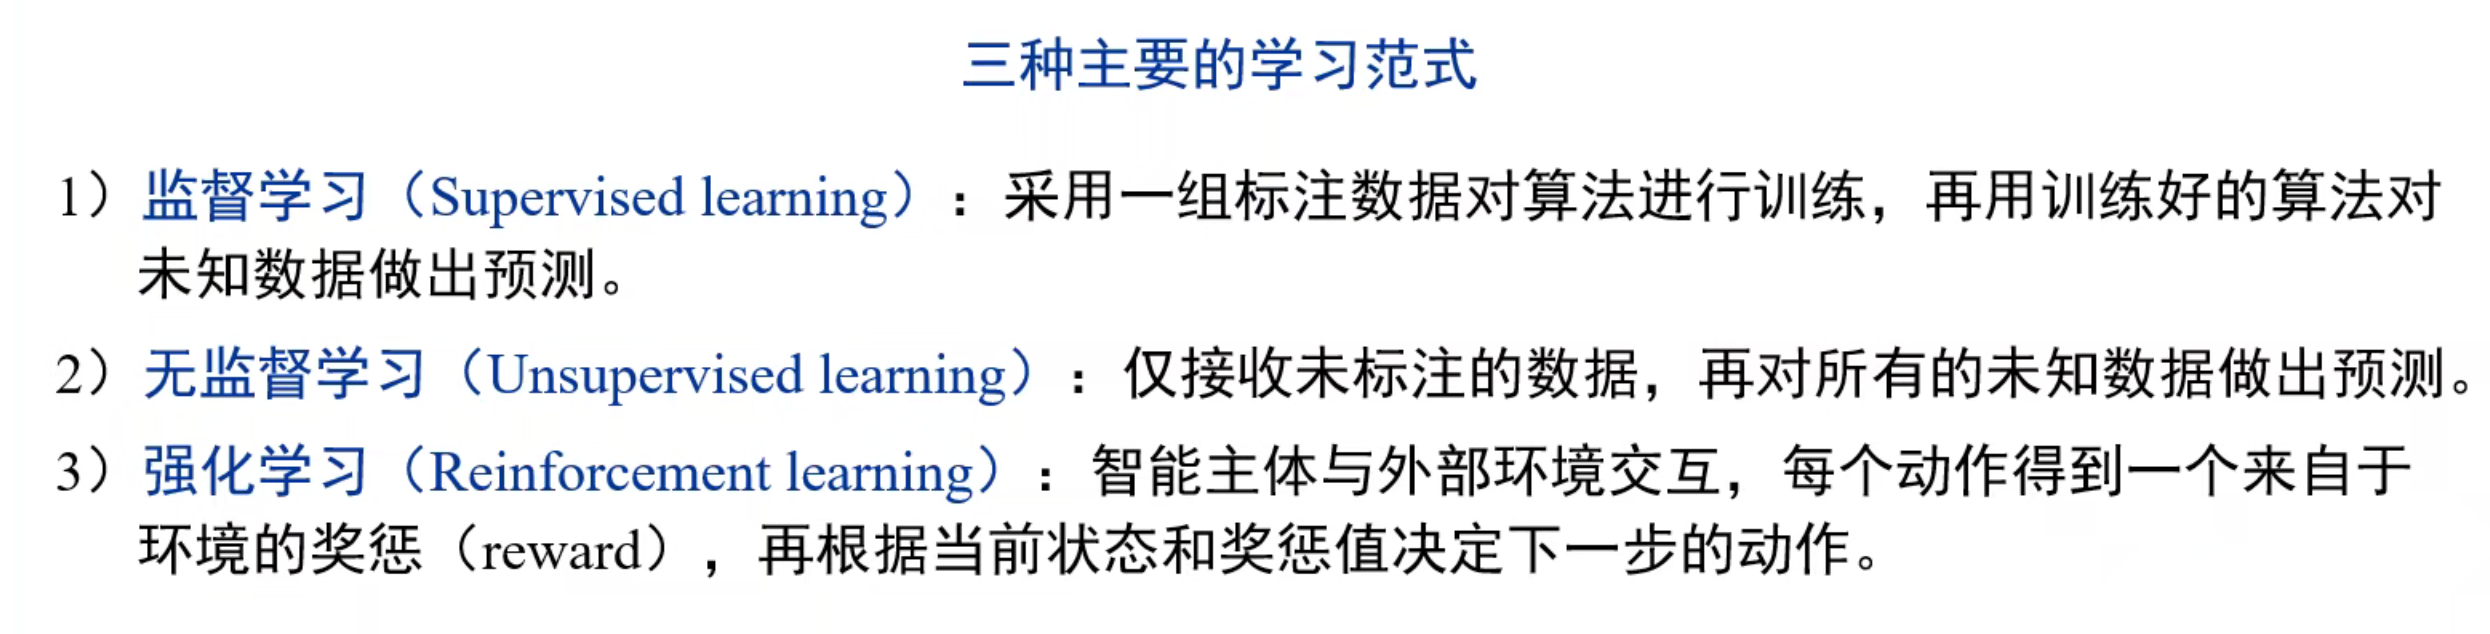 三种主要的学习范式
1）监督学习（Supervised learning）：采用一组标注数据对算法进行训练，再用训练好的算法对
未知数据做出预测。
2）无监督学习（Unsupervised learning）：仅接收未标注的数据，再对所有的未知数据做出预测。
3）强化学习（Reinforcement learning）：智能主体与外部环境交互，每个动作得到一个来自于
环境的奖惩（reward），再根据当前状态和奖惩值决定下一步的动作。